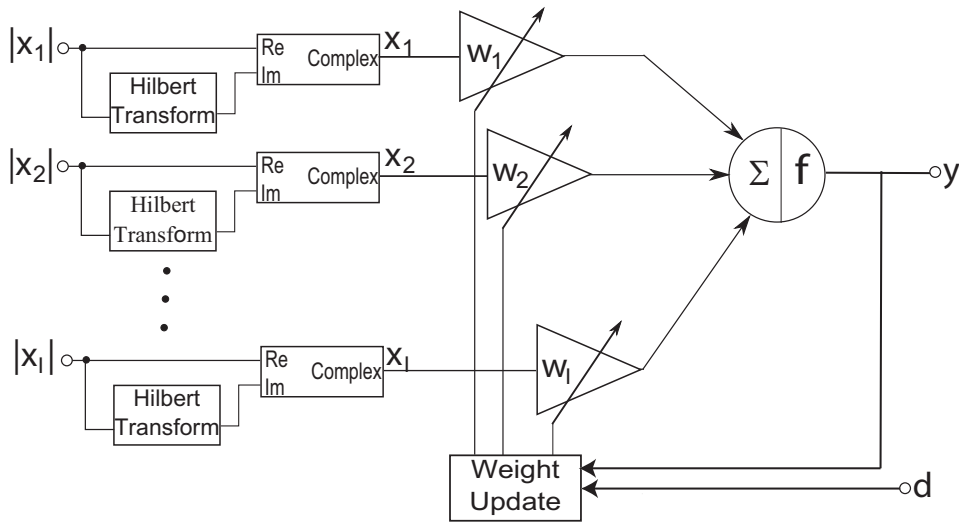 |x1|
Re
Im
Complex
x1
Hilbert
Transform
w1
|x2|
Re
Im
Complex
x2
Hilbert
Transform
w2
Σ
f
y
|xI|
Re
Im
Complex
xI
Hilbert
Transform
wI
Weight
Update
d